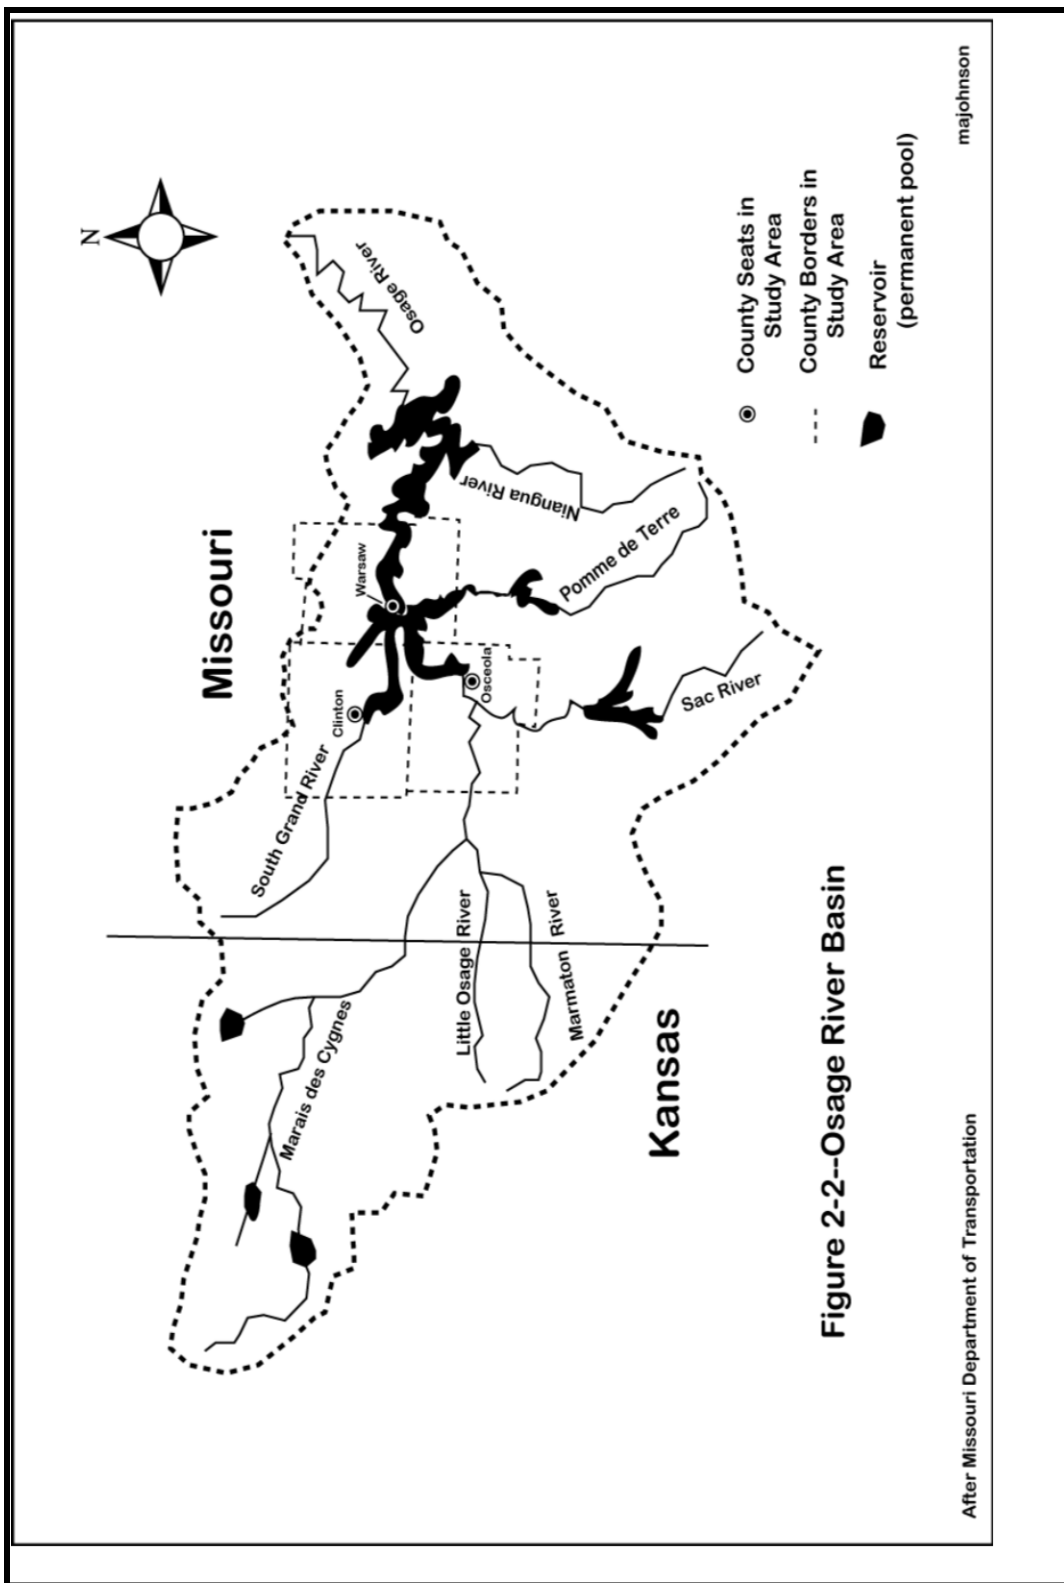 N
Missouri
Osage River
Warsaw
Clinton
Osceola
South Grand River
Niangua River
Pomme de Terre
Sac River
Marais des Cygnes
Little Osage River
Marmaton River
Kansas
County Seats in
Study Area
County Borders in
Study Area
Reservoir
(permanent pool)
Figure 2-2--Osage River Basin
After Missouri Department of Transportation
majohnson